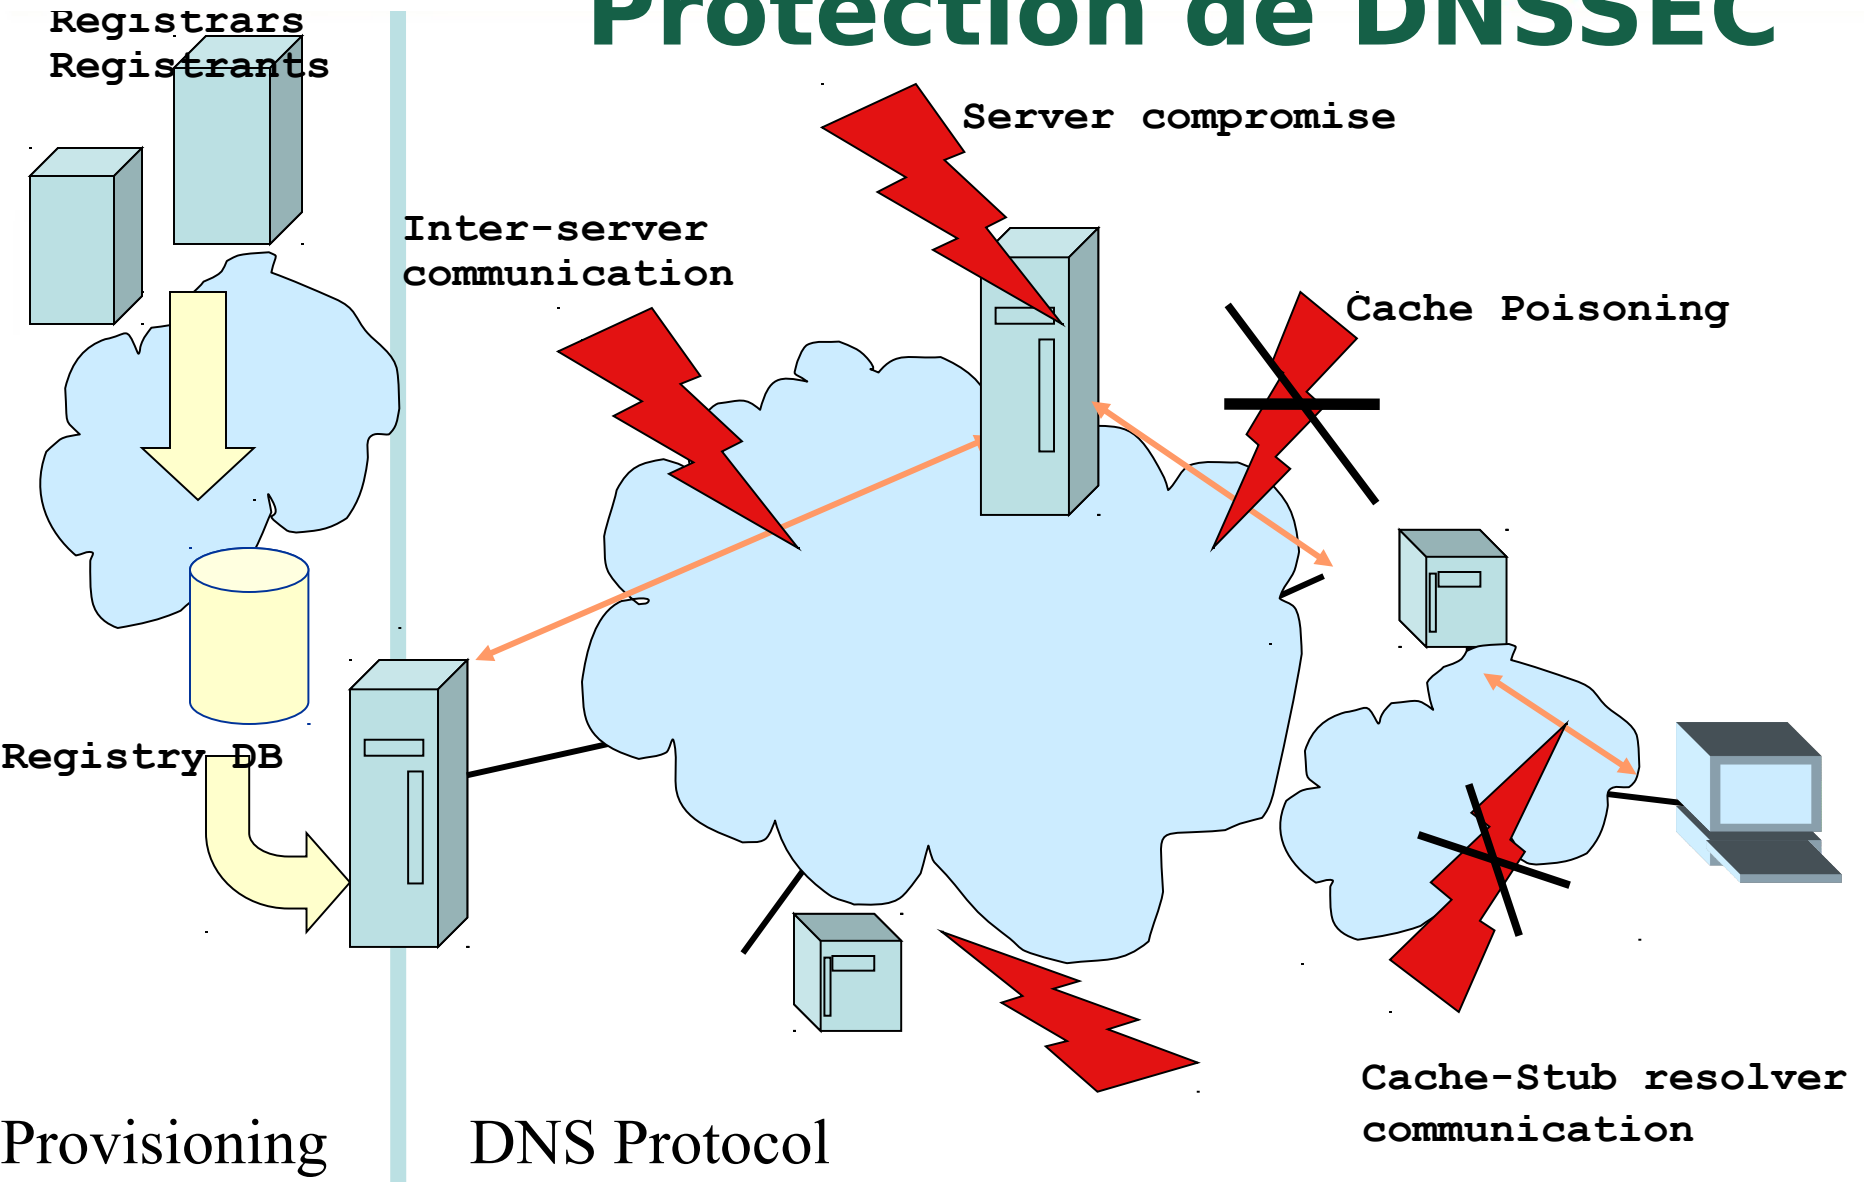 Protection de DNSSEC
Registrars
Registrants
Server compromise
Inter-server
communication
Cache Poisoning
Registry DB
Cache-Stub resolver
communication
Provisioning
DNS Protocol